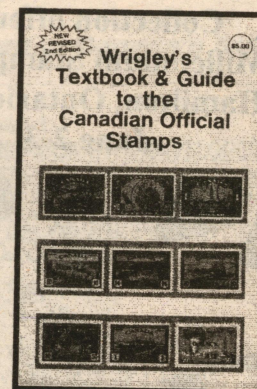 NEW
REVISED
2nd Edition
$5.00
Wrigley's
Textbook & Guide
to the
Canadian Official
Stamps